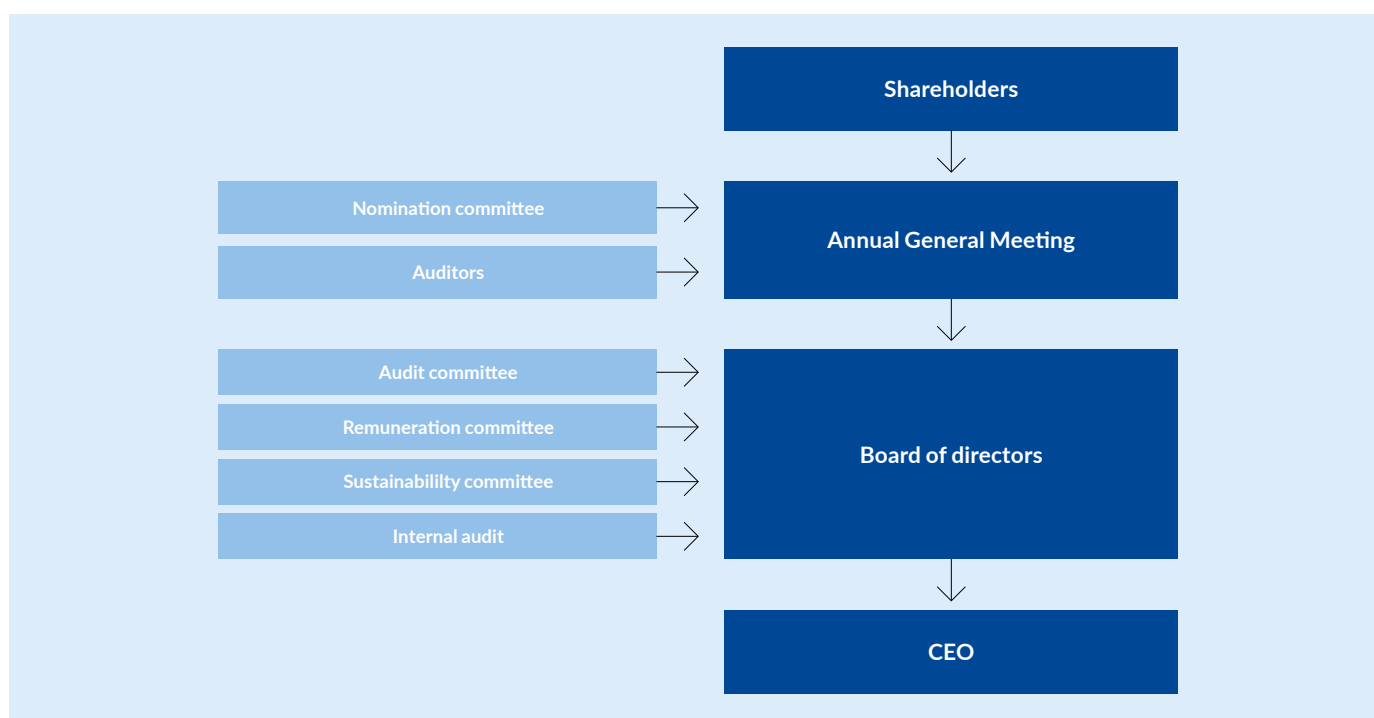 Shareholders
Nomination committee
Annual General Meeting
Auditors
Audit committee
Remuneration committee
Board of directors
Sustainabililty committee
Internal audit
CEO